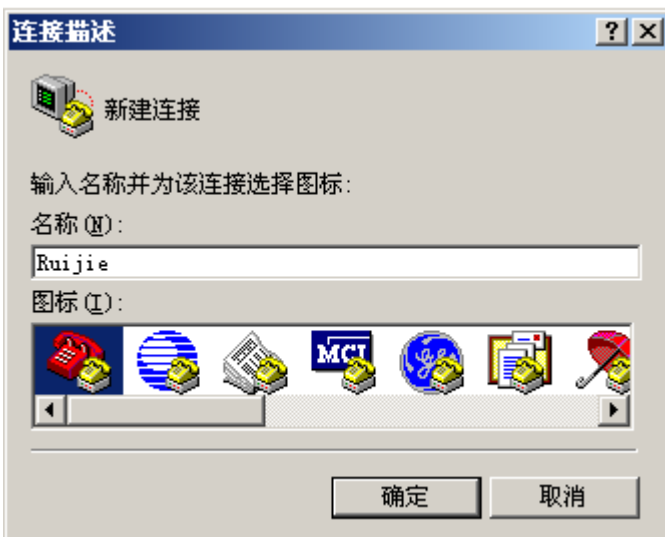 连接描述
新建连接
输入名称并为该连接选择图标:
名称(N):
Ruijie
图标(I):
MCI
确定 取消